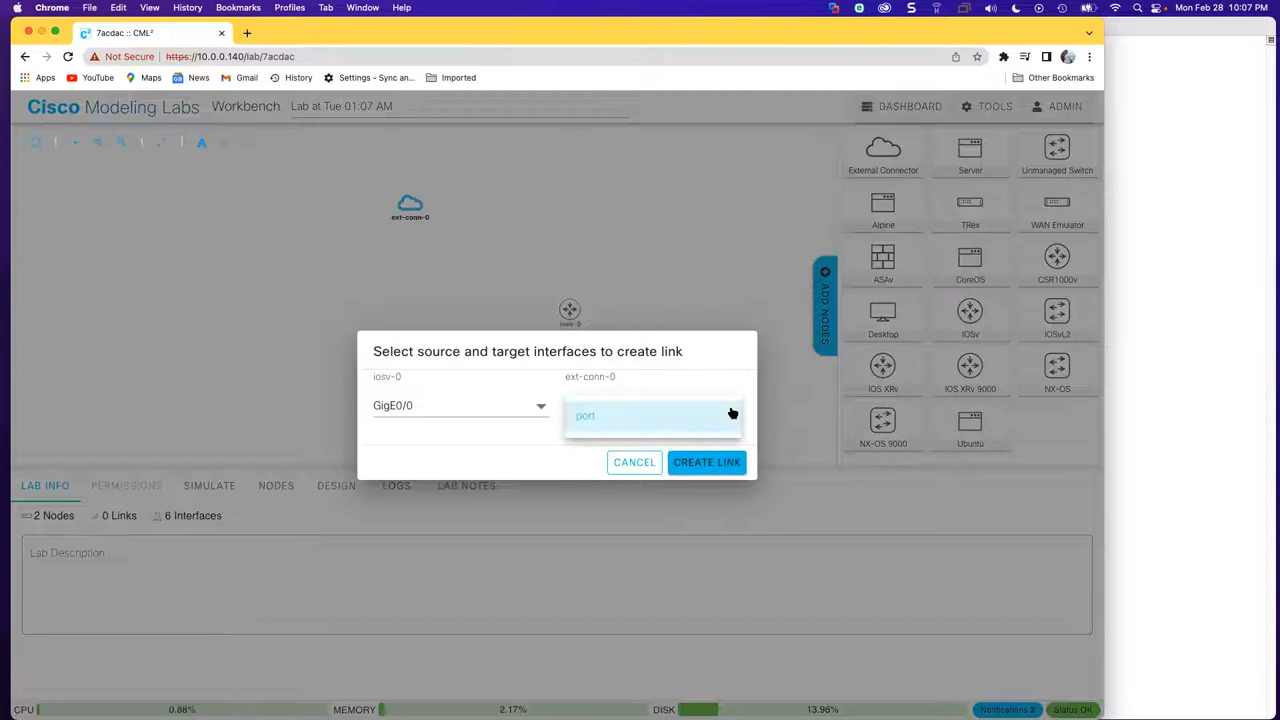 Chrome File Edit View History Bookmarks Profiles Tab Window Help Mon Feb 28 10:07 PM
7acdac :: CML²
Not Secure https://10.0.0.140/lab/7acdac
Apps YouTube Maps News Gmail History Settings - Sync an... Imported Other Bookmarks
Cisco Modeling Labs Workbench Lab at Tue 01:07 AM DASHBOARD TOOLS ADMIN
ext-conn-0
iosv-0
External Connector Server Unmanaged Switch
Alpine TRex WAN Emulator
ASAv CoreOS CSR1000v
Desktop IOSv IOSvL2
IOS XRv IOS XRv 9000 NX-OS
NX-OS 9000 Ubuntu
ADD NODES
Select source and target interfaces to create link
iosv-0 ext-conn-0
GigE0/0 port
CANCEL CREATE LINK
LAB INFO PERMISSIONS SIMULATE NODES DESIGN LOGS LAB NOTES
2 Nodes 0 Links 6 Interfaces
Lab Description
CPU 0.88% MEMORY 2.17% DISK 13.96% Notifications 2 Status OK